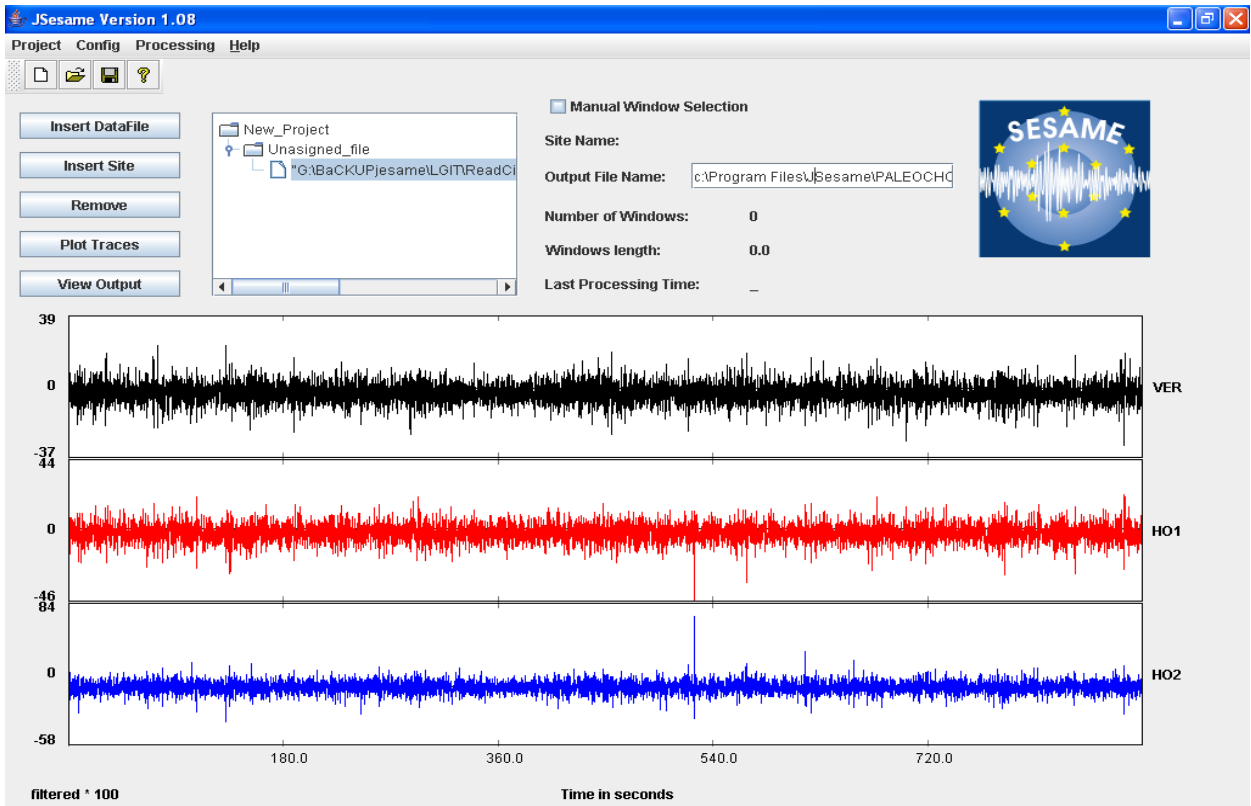 JSesame Version 1.08
Project Config Processing Help
Insert DataFile
Insert Site
Remove
Plot Traces
View Output
New_Project
Unasigned_file
"G:\BaCKUPjesame\LGIT\ReadCi
Manual Window Selection
Site Name:
Output File Name: c:\Program Files\JSesame\PALEOCHO
Number of Windows: 0
Windows length: 0.0
Last Processing Time: _
SESAME
39
0
-37
VER
44
0
-46
HO1
84
0
-58
HO2
180.0 360.0 540.0 720.0
filtered * 100 Time in seconds